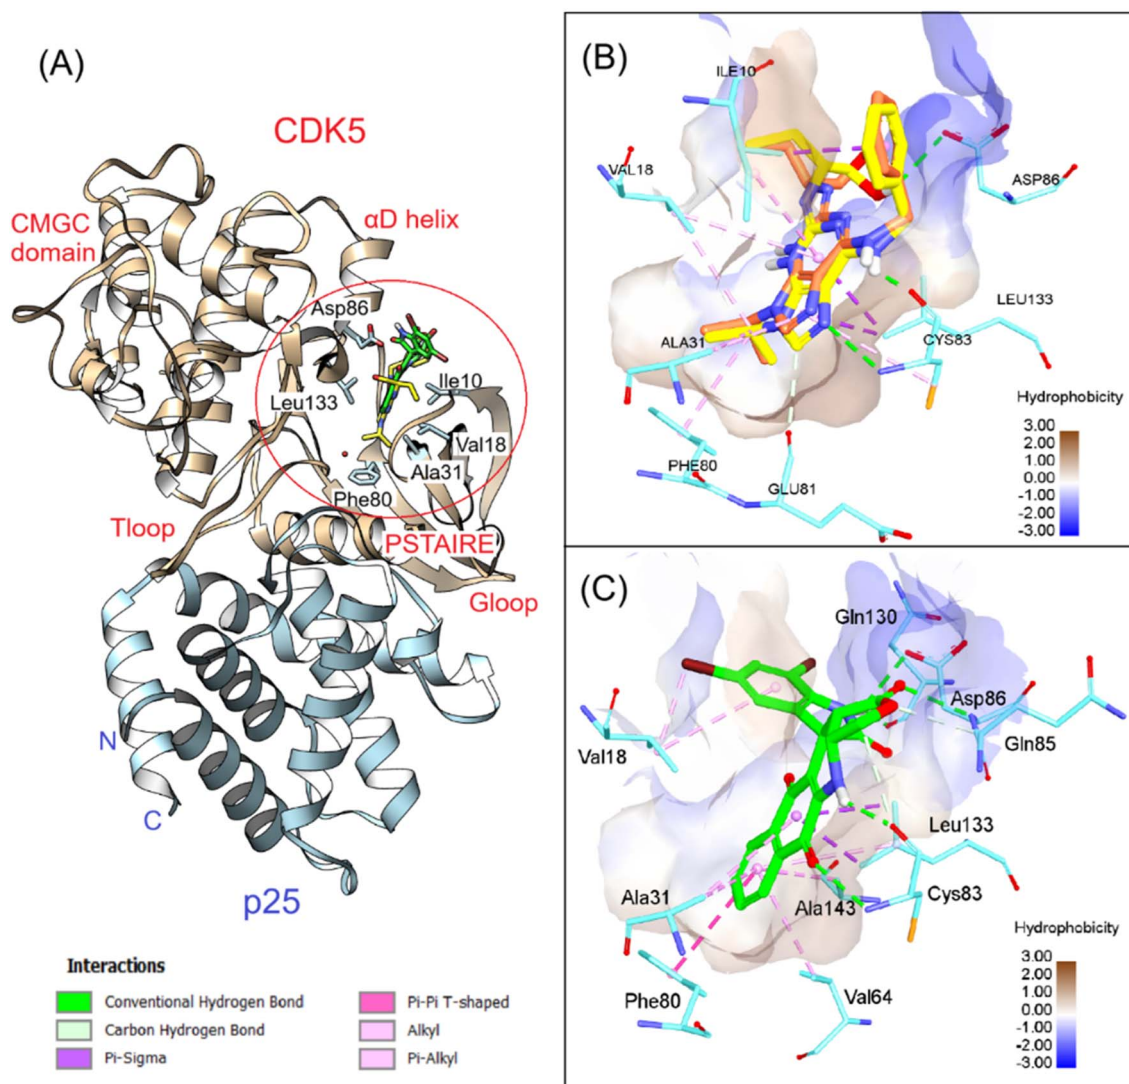 (A)
CDK5
CMGC
domain
αD helix
Asp86
Leu133
Ile10
Val18
Ala31
Phe80
Tloop
PSTAIRE
Gloop
N
C
p25
Interactions
Conventional Hydrogen Bond
Carbon Hydrogen Bond
Pi-Sigma
Pi-Pi T-shaped
Alkyl
Pi-Alkyl
(B)
ILE10
VAL18
ASP86
LEU133
CYS83
ALA31
PHE80
GLU81
Hydrophobicity
3.00
2.00
1.00
0.00
-1.00
-2.00
-3.00
(C)
Gln130
Asp86
Gln85
Val18
Leu133
Cys83
Ala31
Ala143
Phe80
Val64
Hydrophobicity
3.00
2.00
1.00
0.00
-1.00
-2.00
-3.00